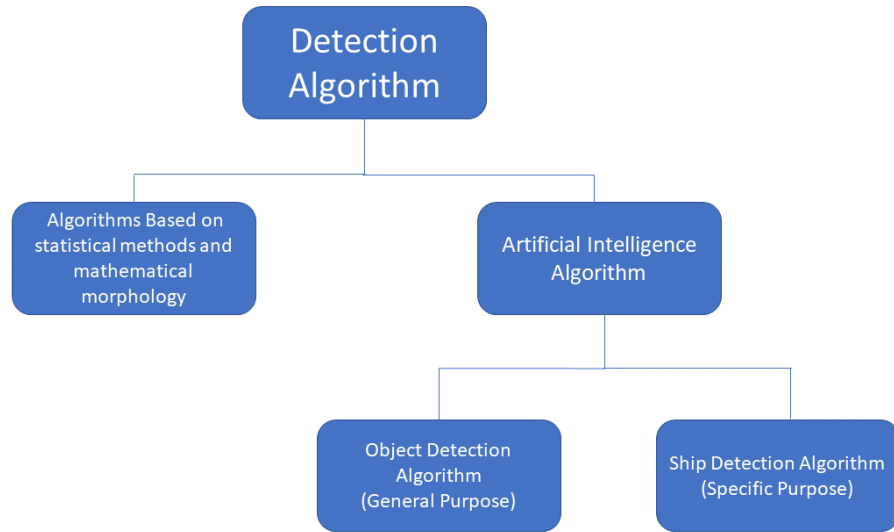 Detection
Algorithm
Algorithms Based on
statistical methods and
mathematical
morphology
Artificial Intelligence
Algorithm
Object Detection
Algorithm
(General Purpose)
Ship Detection Algorithm
(Specific Purpose)